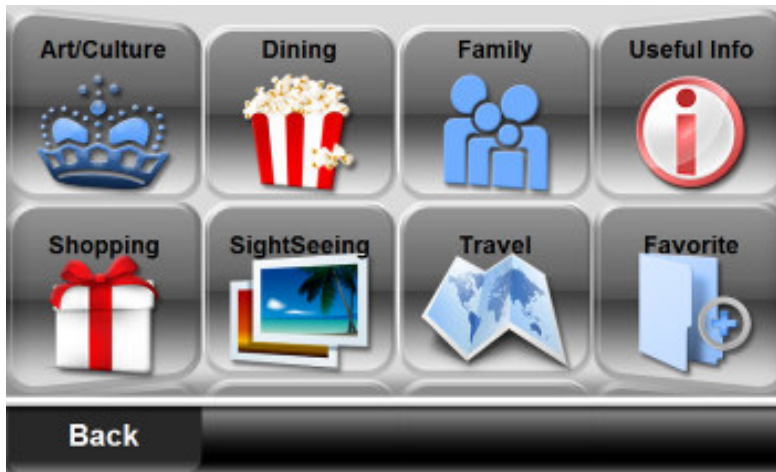 Art/Culture
Dining
Family
Useful Info
Shopping
SightSeeing
Travel
Favorite
Back